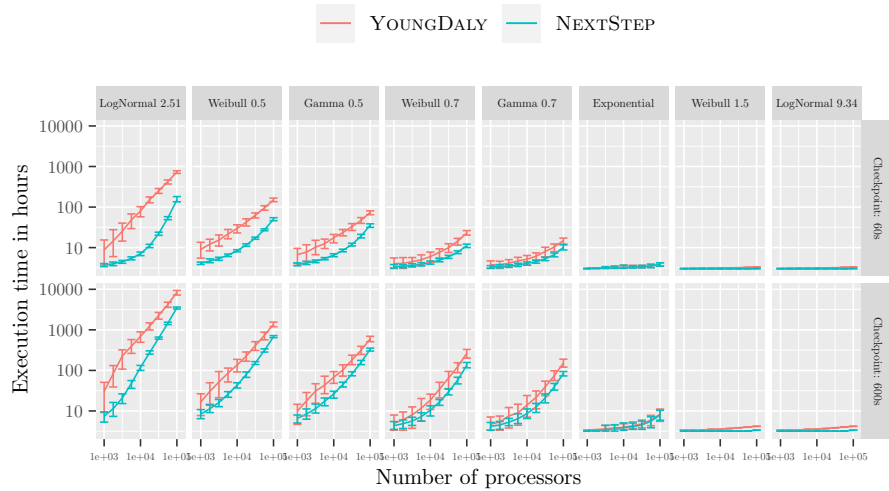 YOUNGDALY NEXTSTEP
LogNormal 2.51 Weibull 0.5 Gamma 0.5 Weibull 0.7 Gamma 0.7 Exponential Weibull 1.5 LogNormal 9.34
10000
1000
100
10
Checkpoint: 60s
10000
1000
100
10
Checkpoint: 600s
Execution time in hours
1e+03 1e+04 1e+05 1e+03 1e+04 1e+05 1e+03 1e+04 1e+05 1e+03 1e+04 1e+05 1e+03 1e+04 1e+05 1e+03 1e+04 1e+05 1e+03 1e+04 1e+05 1e+03 1e+04 1e+05
Number of processors